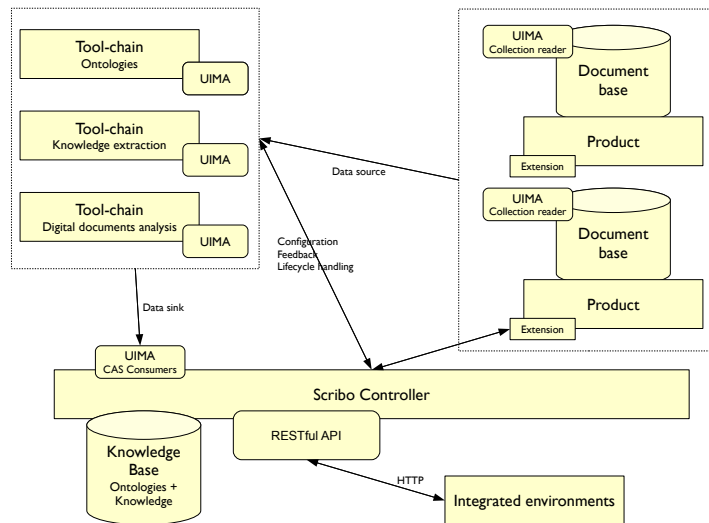 Tool-chain
Ontologies
UIMA
Tool-chain
Knowledge extraction
UIMA
Tool-chain
Digital documents analysis
UIMA
UIMA
Collection reader
Document
base
Product
Extension
UIMA
Collection reader
Document
base
Product
Extension
Data source
Configuration
Feedback
Lifecycle handling
Data sink
UIMA
CAS Consumers
Scribo Controller
Knowledge
Base
Ontologies +
Knowledge
RESTful API
HTTP
Integrated environments